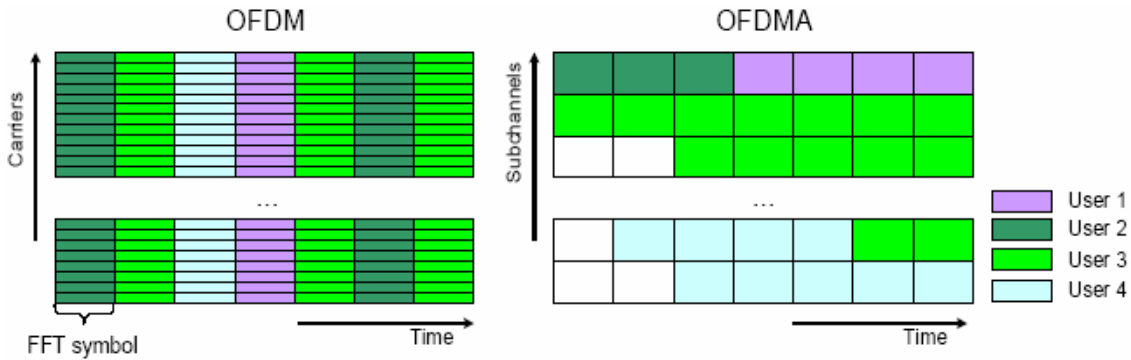 OFDM
OFDMA
Carriers
Subchannels
...
...
User 1
User 2
User 3
User 4
Time
Time
FFT symbol